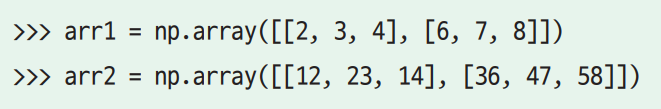 >>> arr1 = np.array([[2, 3, 4], [6, 7, 8]])
>>> arr2 = np.array([[12, 23, 14], [36, 47, 58]])